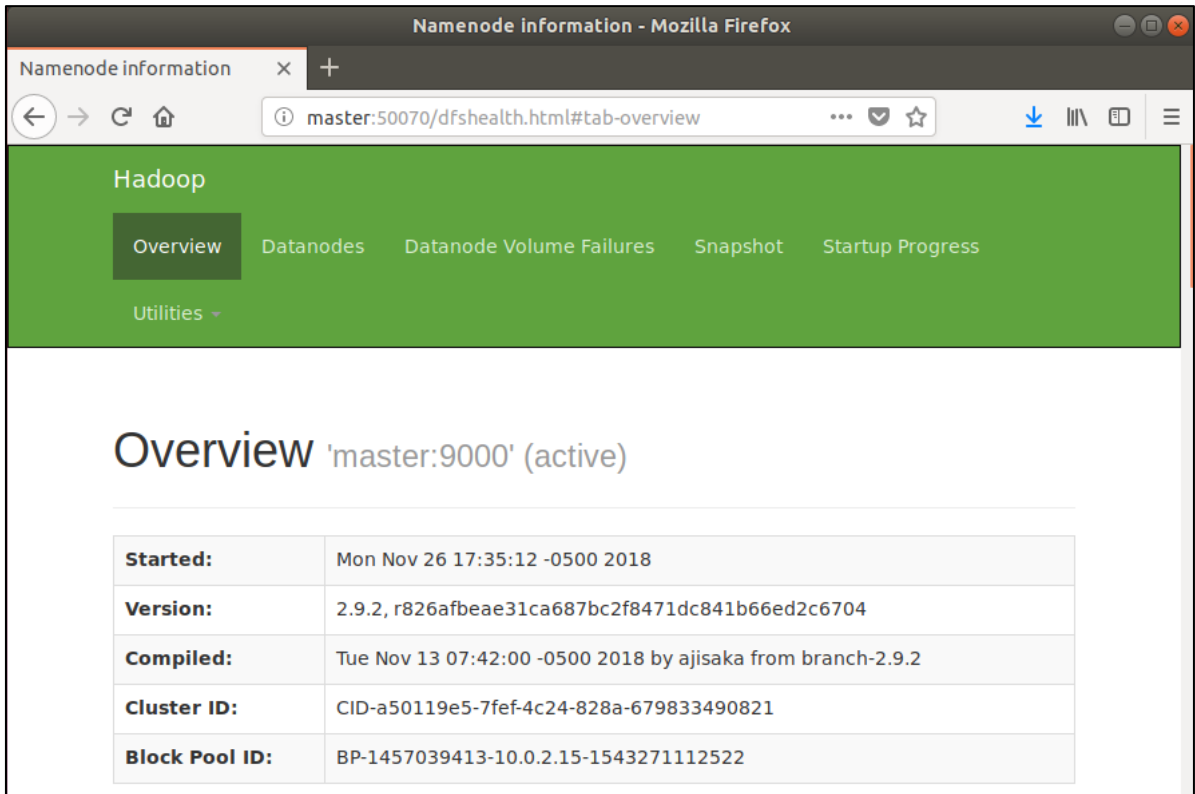 Namenode information - Mozilla Firefox
Namenode information
master:50070/dfshealth.html#tab-overview
Hadoop
Overview Datanodes Datanode Volume Failures Snapshot Startup Progress
Utilities
Overview 'master:9000' (active)
Started: Mon Nov 26 17:35:12 -0500 2018
Version: 2.9.2, r826afbeae31ca687bc2f8471dc841b66ed2c6704
Compiled: Tue Nov 13 07:42:00 -0500 2018 by ajisaka from branch-2.9.2
Cluster ID: CID-a50119e5-7fef-4c24-828a-679833490821
Block Pool ID: BP-1457039413-10.0.2.15-1543271112522